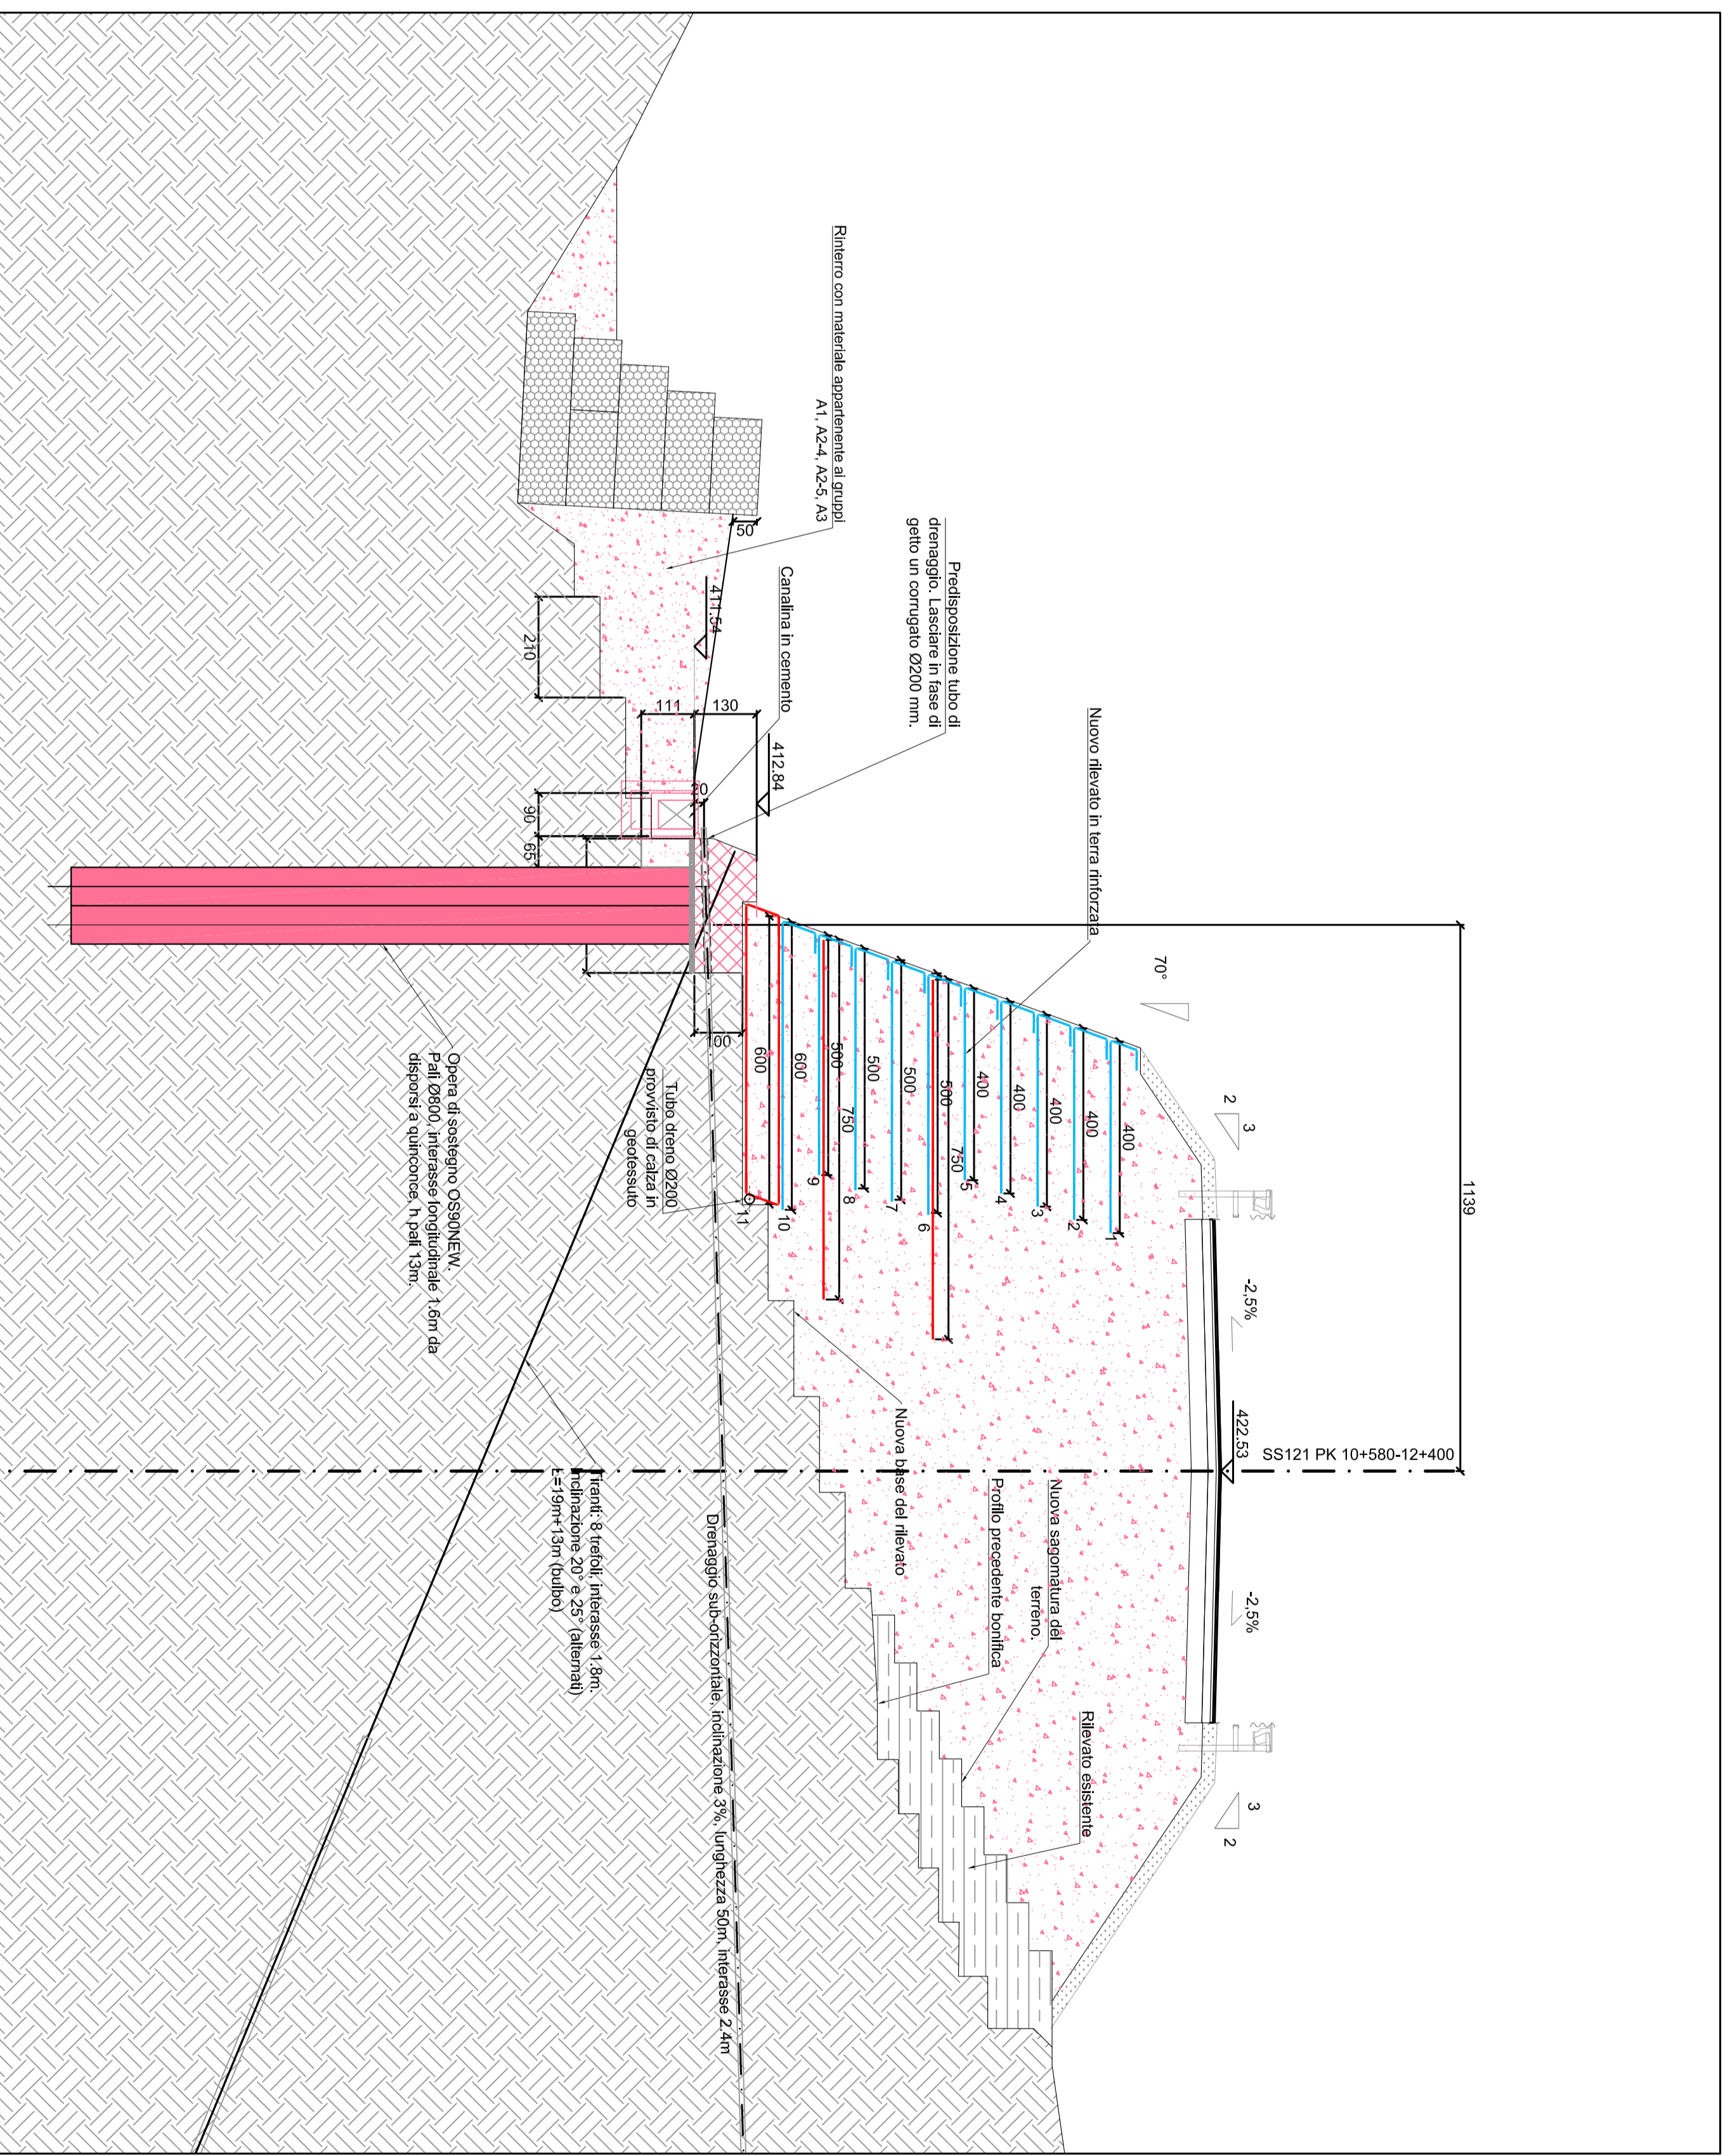 1139
SS121 PK 10+580-12+400
422.53
-2,5%
-2,5%
2
3
3
2
70°
Nuovo rilevato in terra rinforzata
Nuova sagomatura del
terreno.
Profilo precedente bonifica
Rilevato esistente
Nuova base del rilevato
400
1
400
2
400
3
400
4
400
5
750
500
6
500
7
500
8
750
500
9
600
10
600
11
Predisposizione tubo di
drenaggio. Lasciare in fase di
getto un corrugato Ø200 mm.
Rinterro con materiale appartenente ai gruppi
A1, A2-4, A2-5, A3
Canalina in cemento
50
411.54
412.84
130
111
20
210
90
65
Tubo dreno Ø200
provvisto di calza in
geotessuto
Drenaggio sub-orizzontale, inclinazione 3%, lunghezza 50m, interasse 2.4m
Tiranti: 8 trefoli, interasse 1.8m.
Inclinazione 20° e 25° (alternati)
L=19m+13m (bulbo)
Opera di sostegno OS90NEW.
Pali Ø800, interasse longitudinale 1.6m da
disporsi a quinconce, h pali 13m.